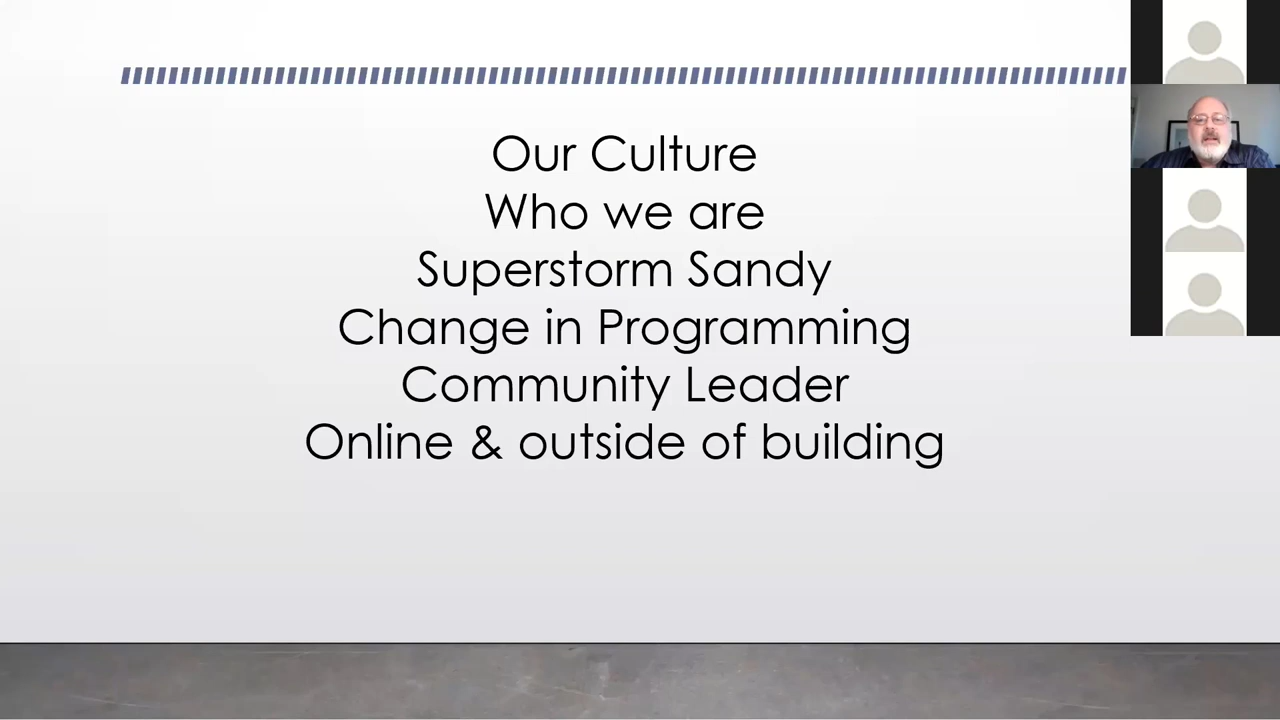 Our Culture
Who we are
Superstorm Sandy
Change in Programming
Community Leader
Online & outside of building